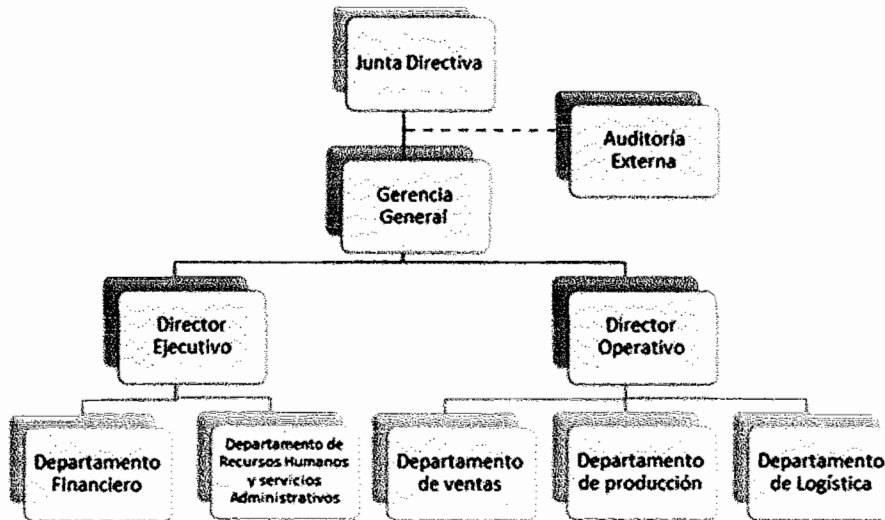 Junta Directiva
Auditoría
Externa
Gerencia
General
Director
Ejecutivo
Director
Operativo
Departamento
Financiero
Departamento de
Recursos Humanos
y servicios
Administrativos
Departamento
de ventas
Departamento
de producción
Departamento
de Logística